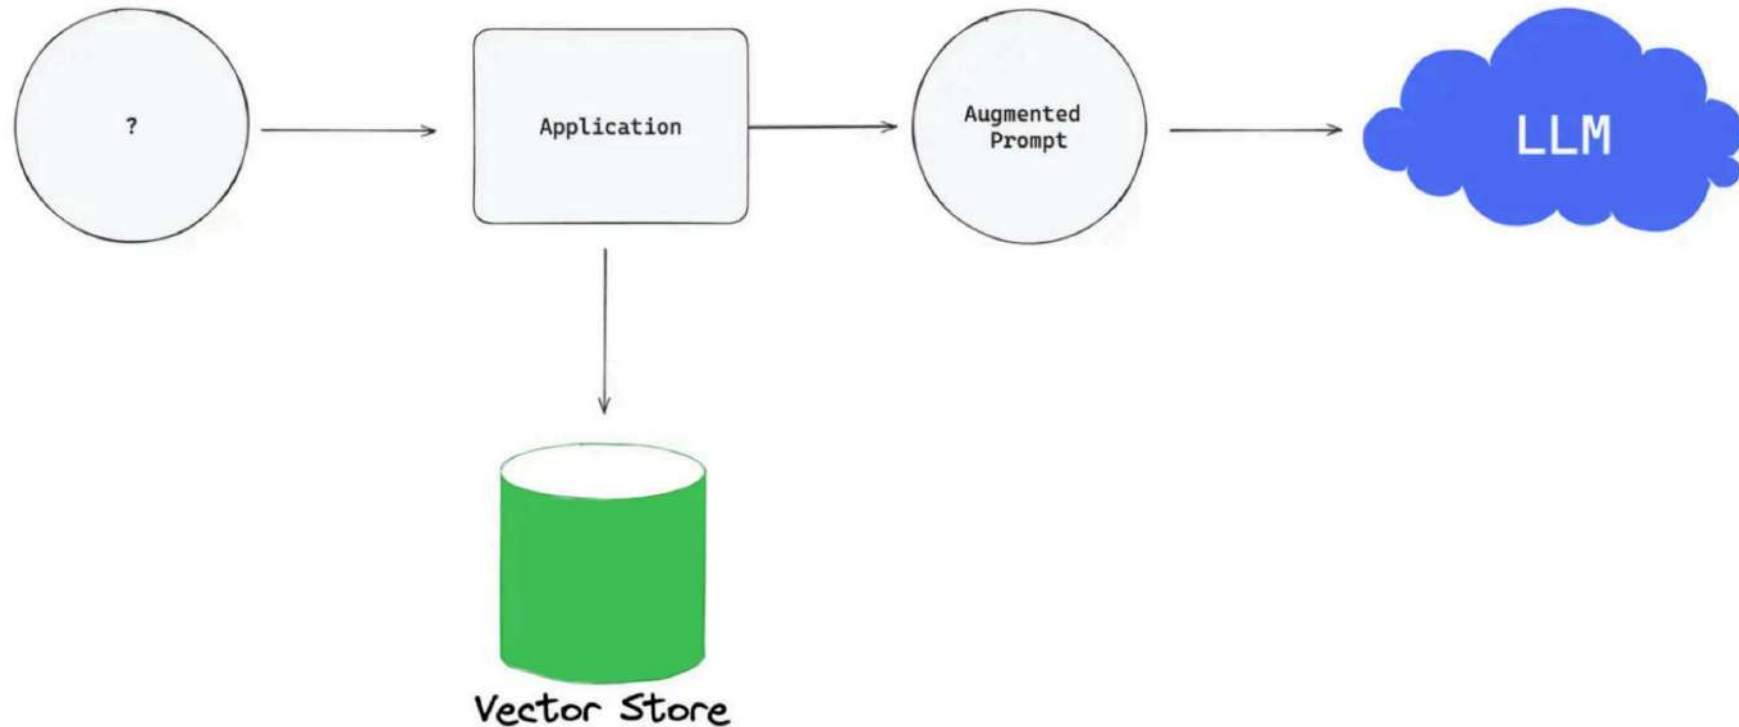 ?
Application
Augmented
Prompt
LLM
Vector Store